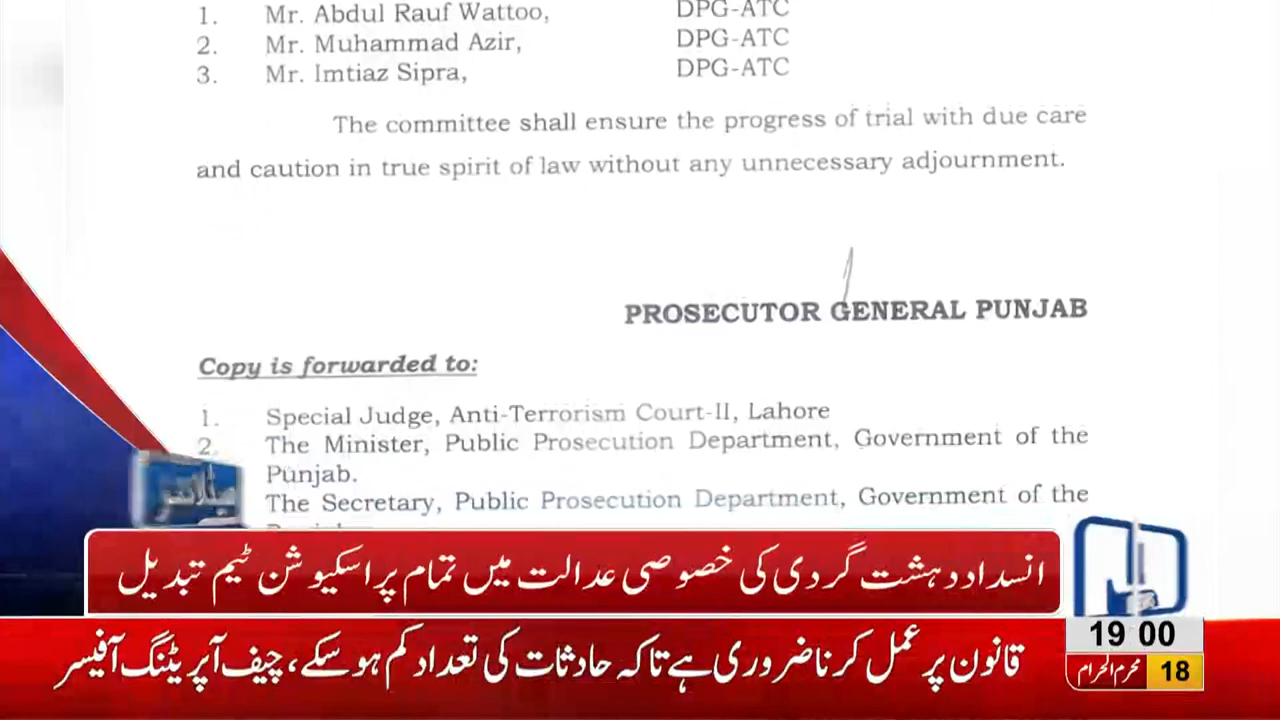 1. Mr. Abdul Rauf Wattoo, DPG-ATC
2. Mr. Muhammad Azir, DPG-ATC
3. Mr. Imtiaz Sipra, DPG-ATC
The committee shall ensure the progress of trial with due care
and caution in true spirit of law without any unnecessary adjournment.
PROSECUTOR GENERAL PUNJAB
Copy is forwarded to:
1. Special Judge, Anti-Terrorism Court-II, Lahore
2. The Minister, Public Prosecution Department, Government of the
Punjab.
The Secretary, Public Prosecution Department, Government of the
انسداد دہشت گردی کی خصوصی عدالت میں تمام پراسکیوشن ٹیم تبدیل
19 00
قانون پر عمل کرنا ضروری ہے تاکہ حادثات کی تعداد کم ہو سکے، چیف آپریٹنگ آفیسر
محرم الحرام 18